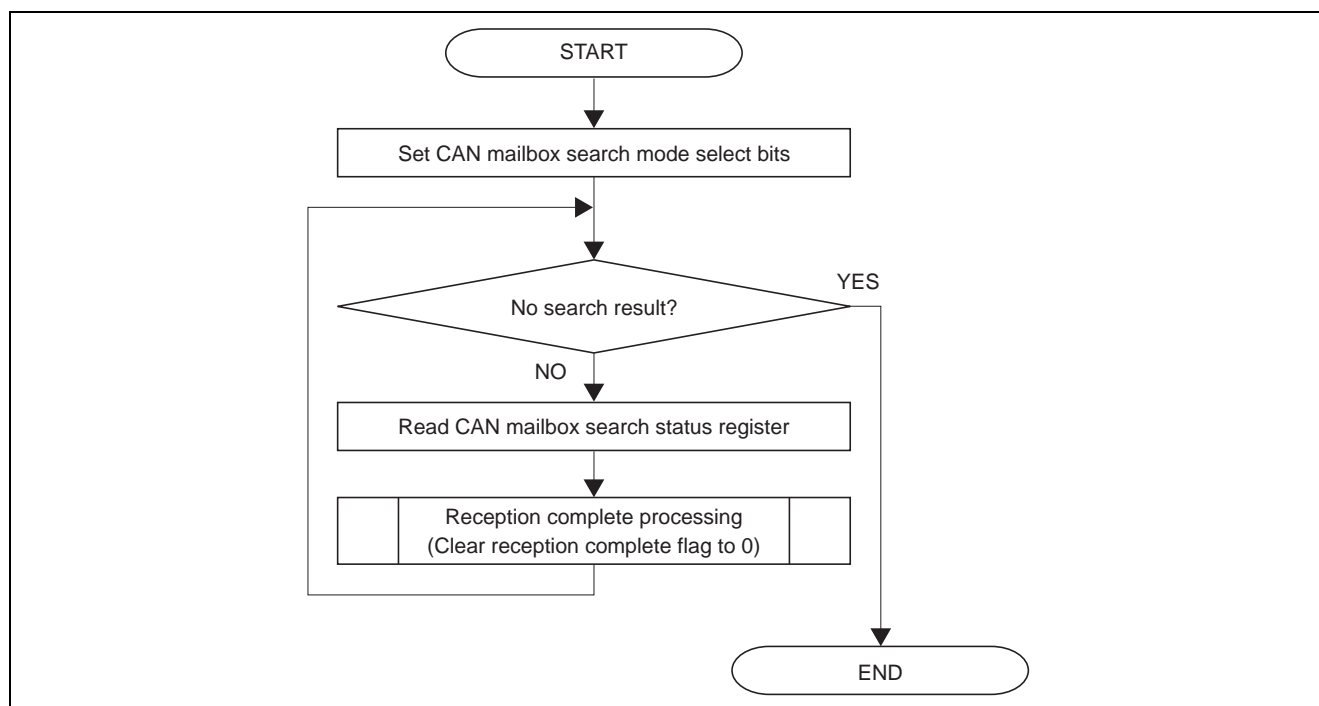 START
Set CAN mailbox search mode select bits
YES
No search result?
NO
Read CAN mailbox search status register
Reception complete processing
(Clear reception complete flag to 0)
END